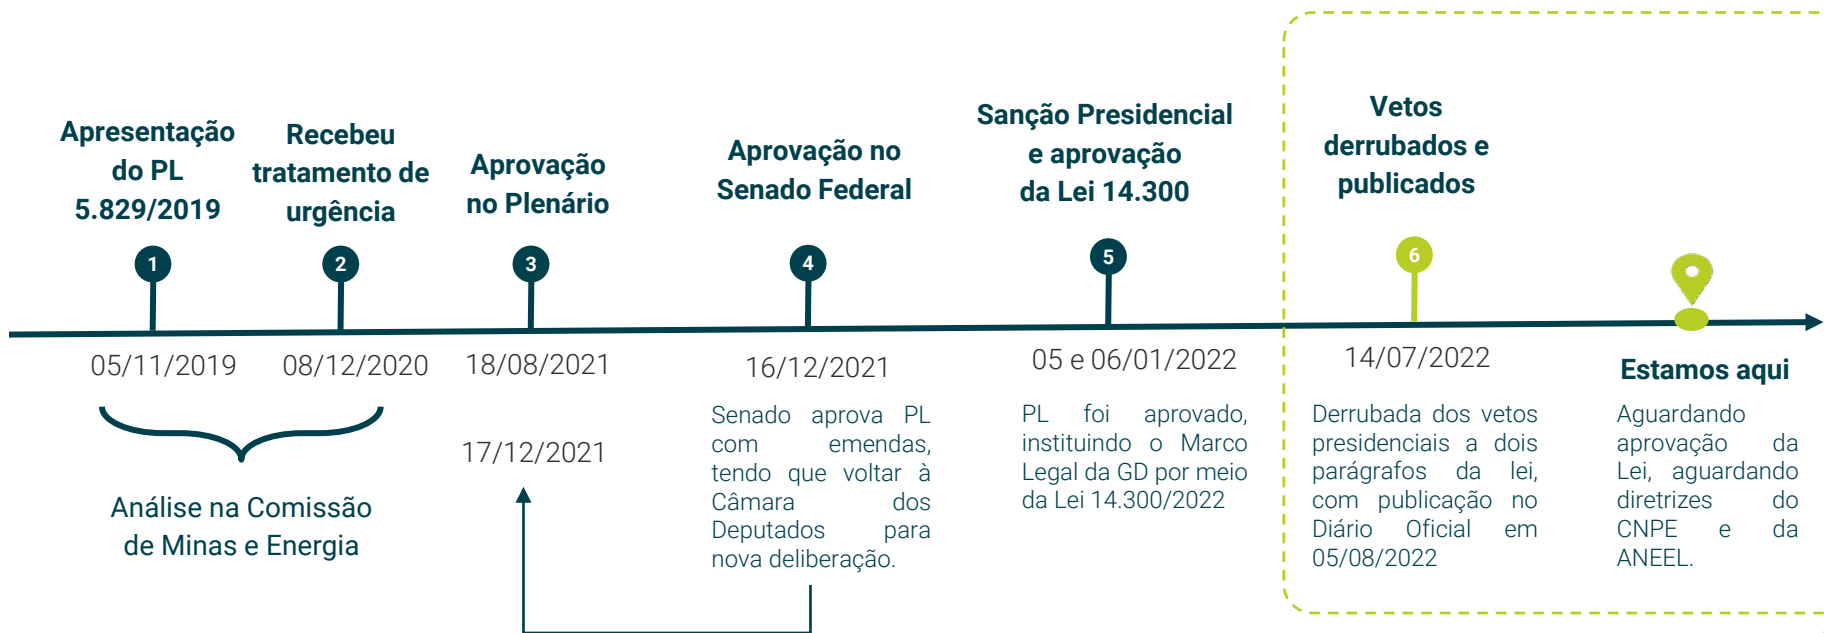 Apresentação
do PL
5.829/2019
1
05/11/2019
Recebeu
tratamento de
urgência
2
08/12/2020
Análise na Comissão
de Minas e Energia
Aprovação
no Plenário
3
18/08/2021
17/12/2021
Aprovação no
Senado Federal
4
16/12/2021
Senado aprova PL
com emendas,
tendo que voltar à
Câmara dos
Deputados para
nova deliberação.
Sanção Presidencial
e aprovação
da Lei 14.300
5
05 e 06/01/2022
PL foi aprovado,
instituindo o Marco
Legal da GD por meio
da Lei 14.300/2022
Vetos
derrubados e
publicados
6
14/07/2022
Derrubada dos vetos
presidenciais a dois
parágrafos da lei,
com publicação no
Diário Oficial em
05/08/2022
Estamos aqui
Aguardando
aprovação da
Lei, aguardando
diretrizes do
CNPE e da
ANEEL.